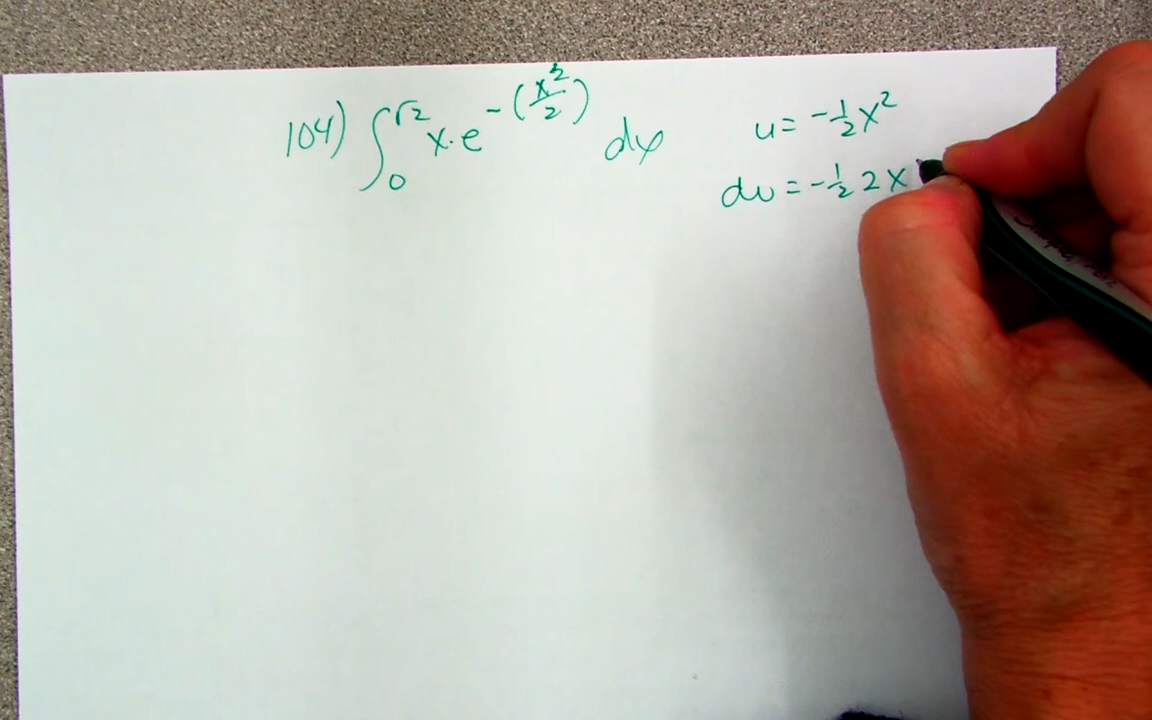 104) ∫₀^√2 x·e^-(x²/2) dx
u = -½x²
du = -½ 2x